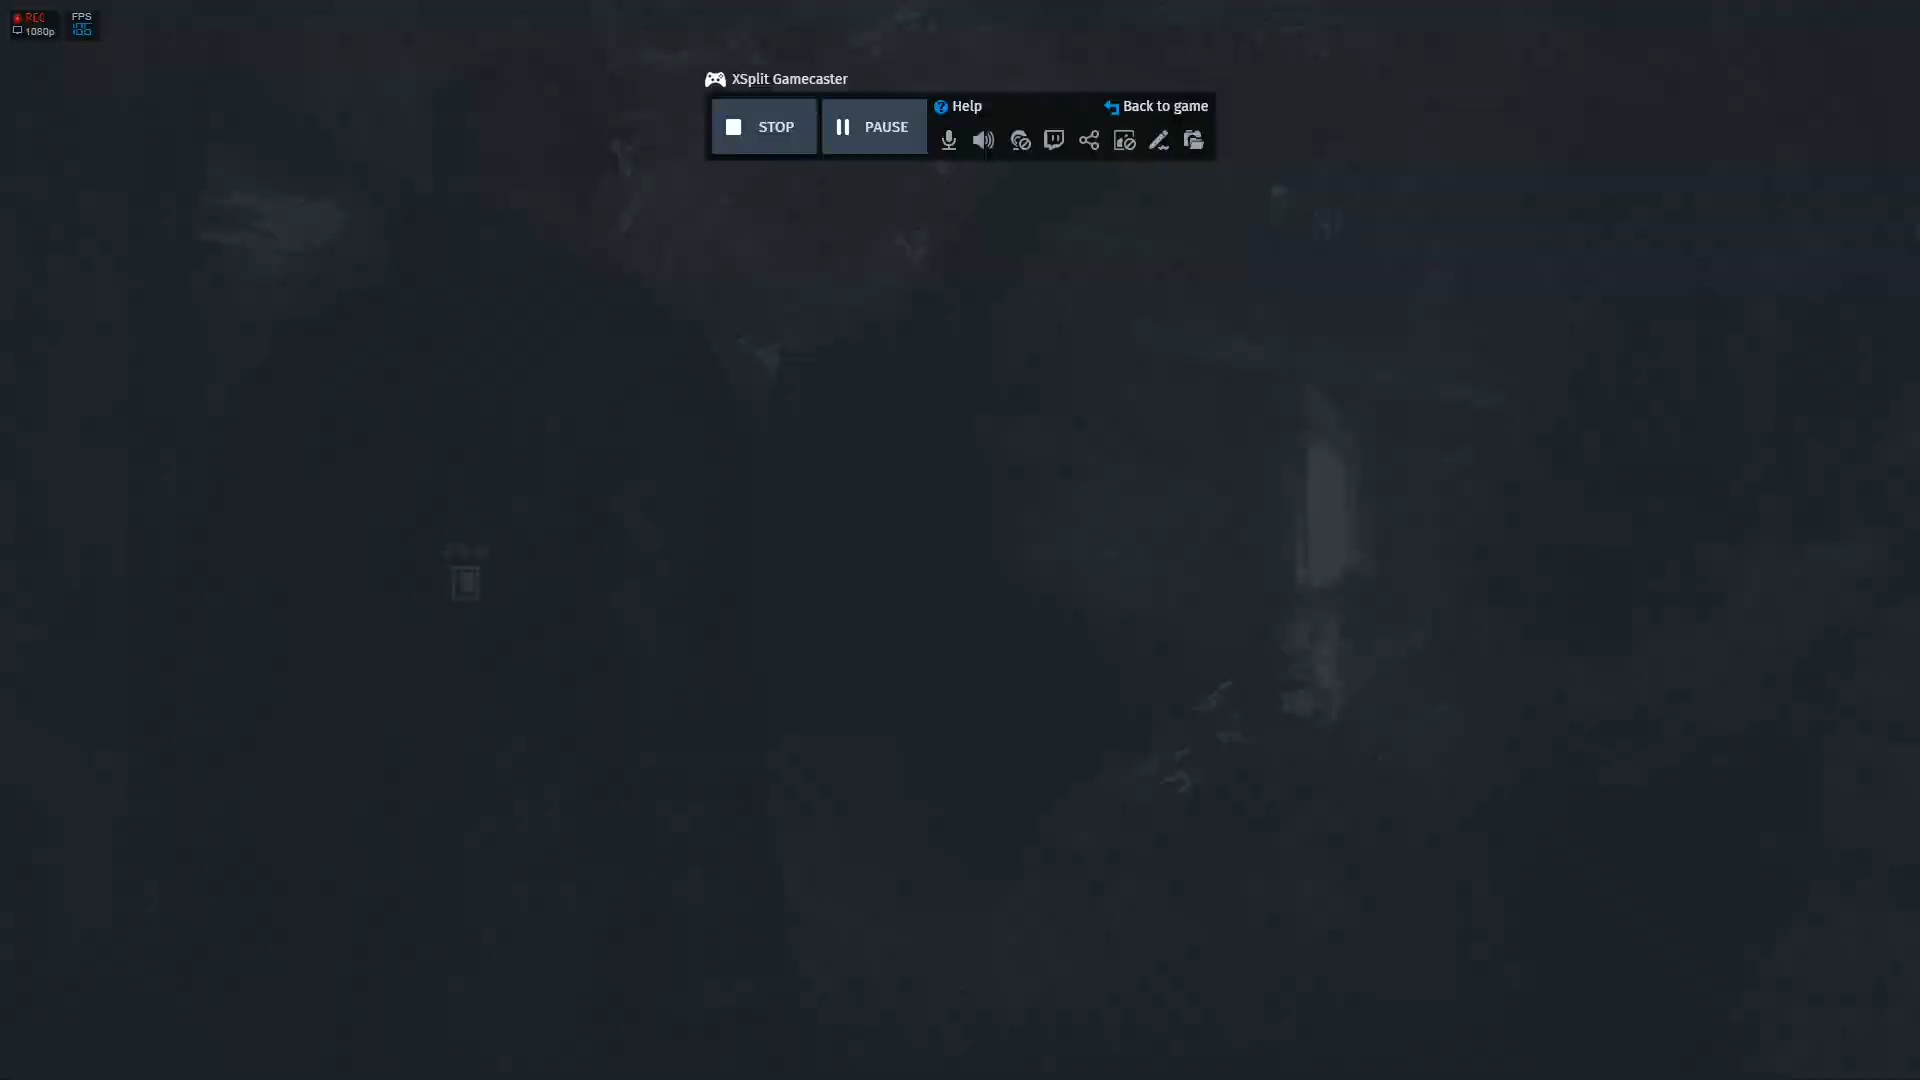 REC
1080p
FPS
XSplit Gamecaster
STOP
PAUSE
Help
Back to game